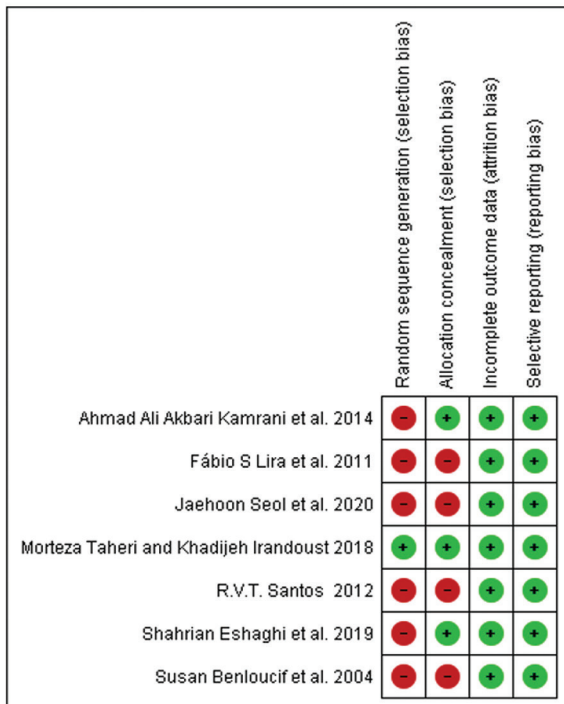 Random sequence generation (selection bias)
Allocation concealment (selection bias)
Incomplete outcome data (attrition bias)
Selective reporting (reporting bias)
Ahmad Ali Akbari Kamrani et al. 2014 - + + +
Fábio S Lira et al. 2011 - - + +
Jaehoon Seol et al. 2020 - - + +
Morteza Taheri and Khadijeh Irandoust 2018 + + + +
R.V.T. Santos 2012 - - + +
Shahrian Eshaghi et al. 2019 - + + +
Susan Benloucif et al. 2004 - - + +